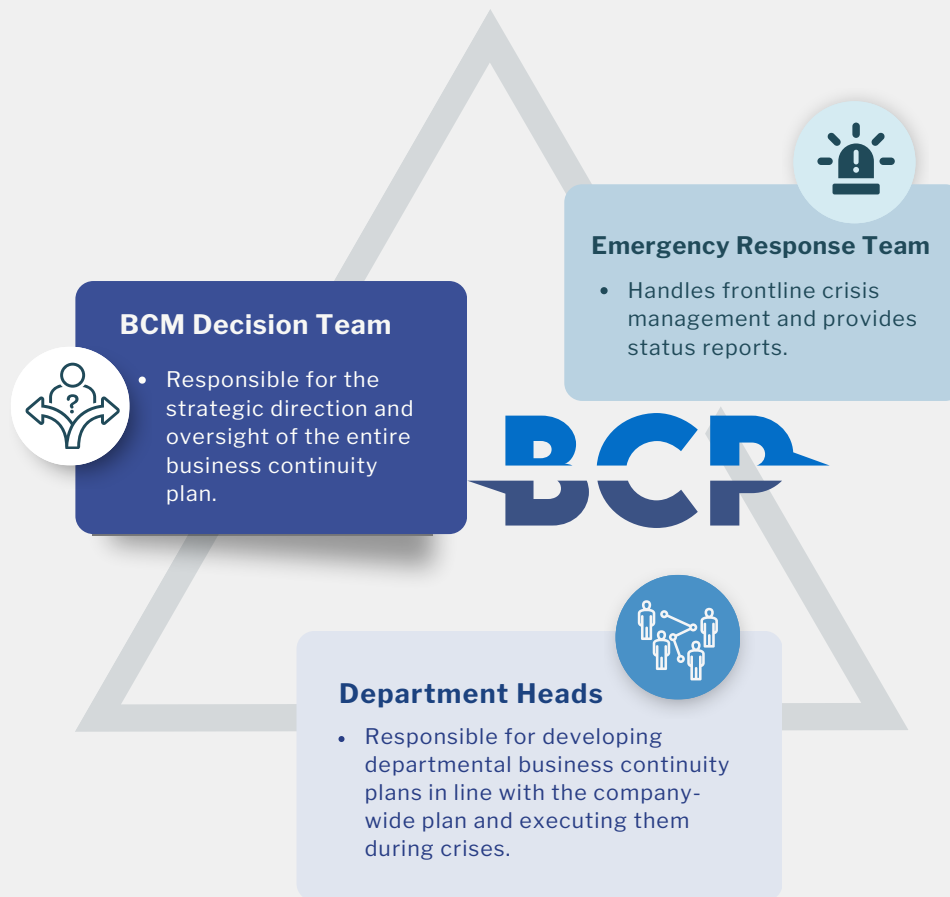 Emergency Response Team
• Handles frontline crisis
management and provides
status reports.
BCM Decision Team
• Responsible for the
strategic direction and
oversight of the entire
business continuity
plan.
?
BCP
Department Heads
• Responsible for developing
departmental business continuity
plans in line with the company-
wide plan and executing them
during crises.